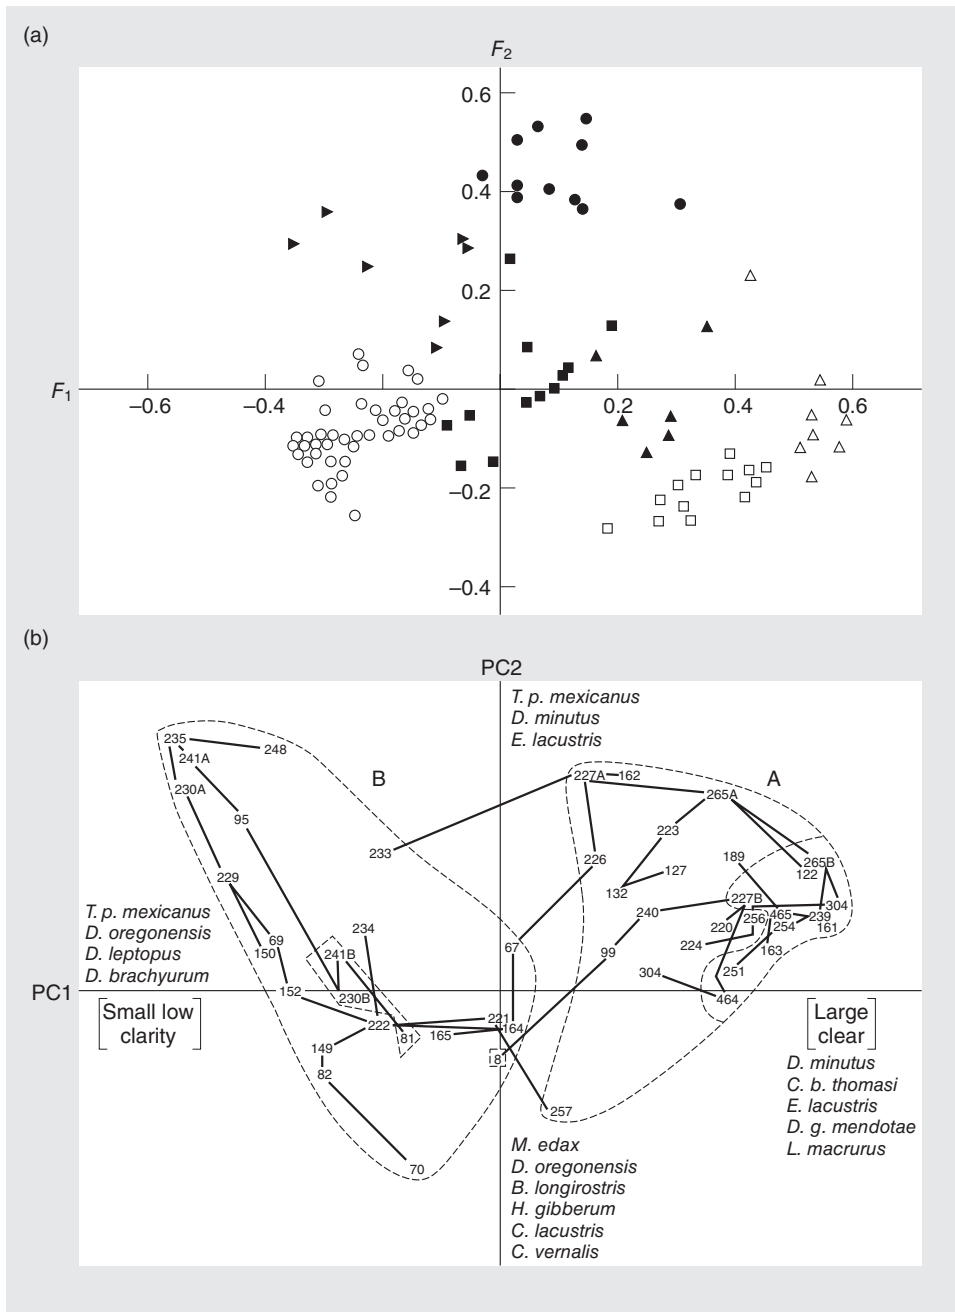 (a)
F2
0.6
0.4
0.2
F1
–0.6
–0.4
0.2
0.4
0.6
–0.2
–0.4
(b)
PC2
T. p. mexicanus
D. minutus
E. lacustris
235
248
241A
B
227A
162
A
230A
265A
95
223
233
226
189
265B
229
127
122
132
227B
304
T. p. mexicanus
240
256
465
239
D. oregonensis
234
220
254
161
D. leptopus
69
67
224
163
D. brachyurum
150
241B
99
304
251
PC1
152
230B
464
[Small low
clarity]
222
221
164
[Large
clear]
81
165
149
8
82
D. minutus
C. b. thomasi
257
E. lacustris
D. g. mendotae
L. macrurus
70
M. edax
D. oregonensis
B. longirostris
H. gibberum
C. lacustris
C. vernalis